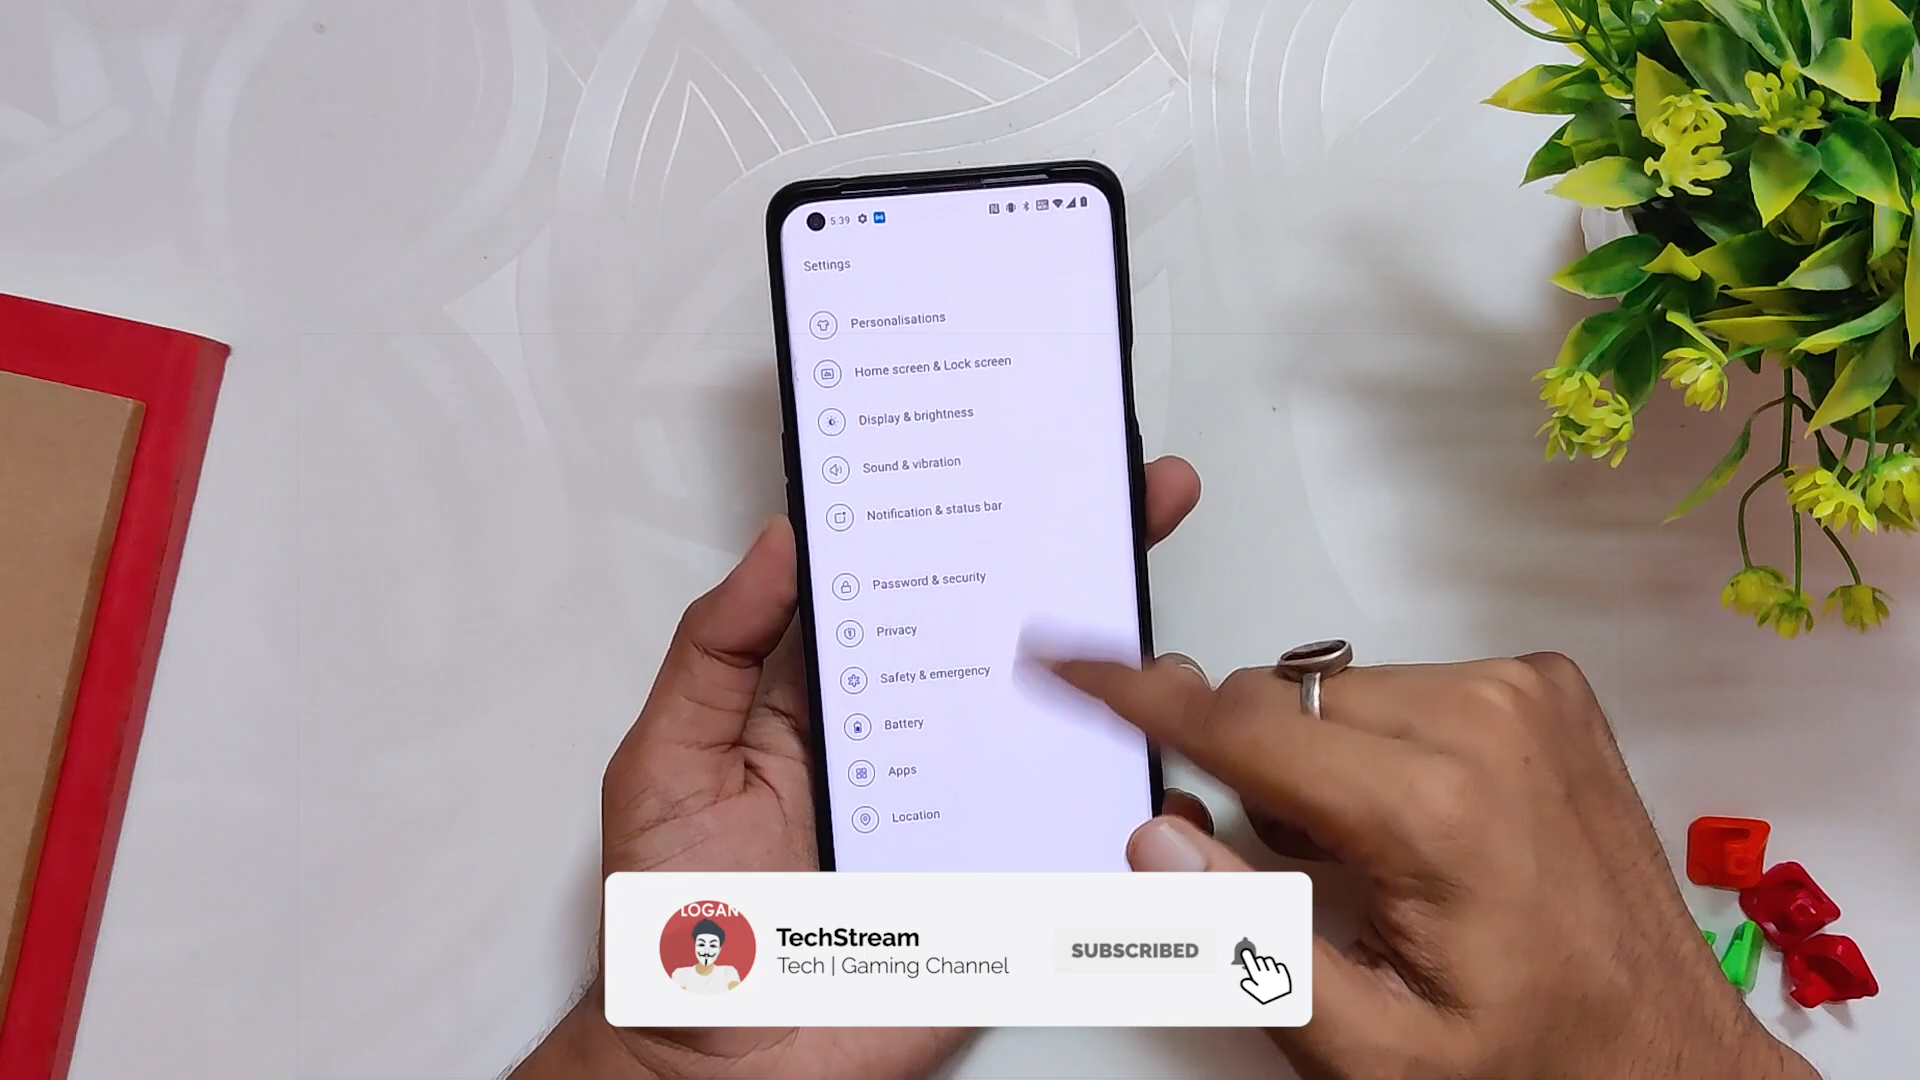 5:39
Settings
Personalisations
Home screen & Lock screen
Display & brightness
Sound & vibration
Notification & status bar
Password & security
Privacy
Safety & emergency
Battery
Apps
Location
LOGAN
TechStream
Tech | Gaming Channel
SUBSCRIBED